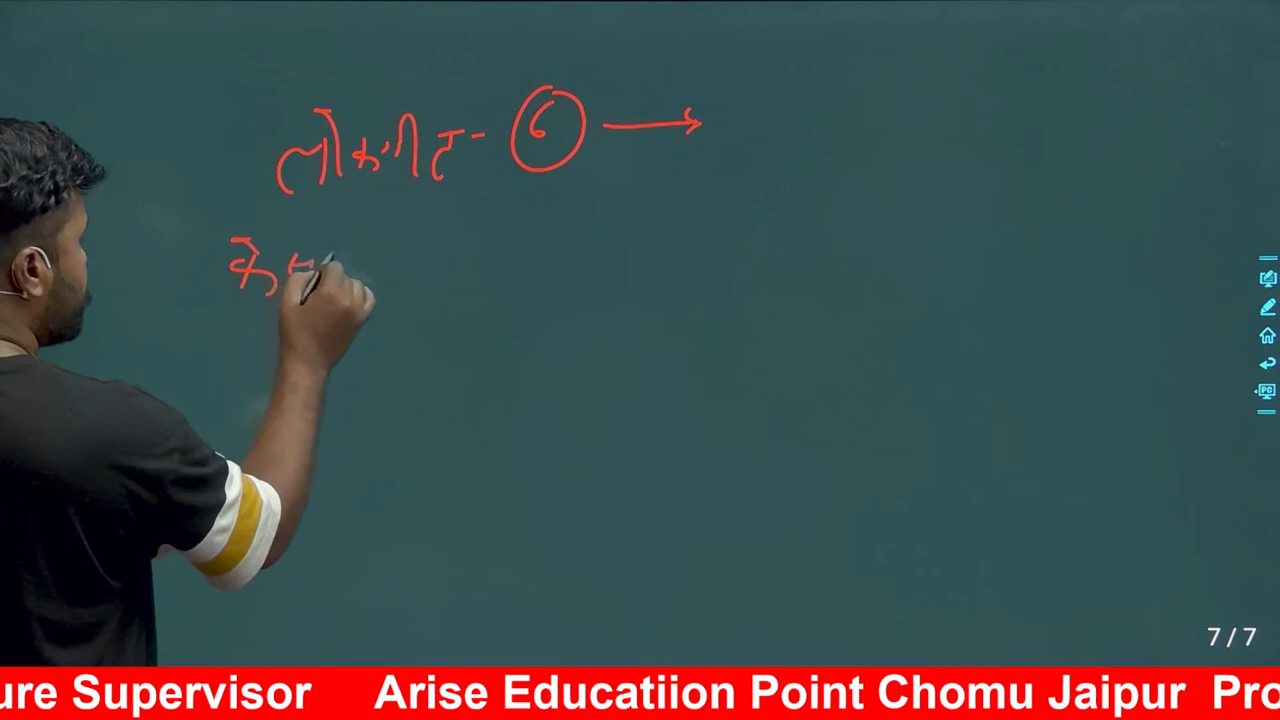 लोकगीत - 6 →
7/7
ure Supervisor Arise Educatiion Point Chomu Jaipur Pro